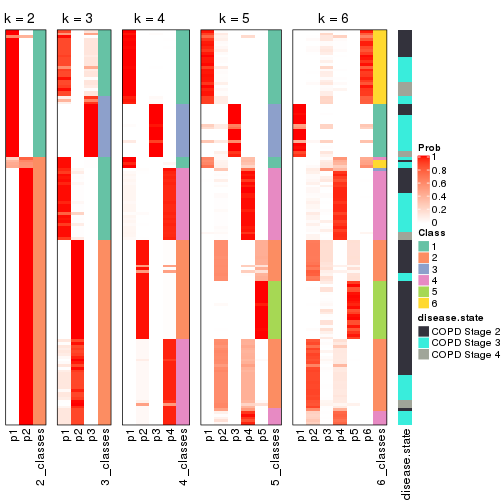 k = 2 k = 3 k = 4 k = 5 k = 6
Prob
1
0.8
0.6
0.4
0.2
0
Class
1
2
3
4
5
6
disease.state
COPD Stage 2
COPD Stage 3
COPD Stage 4
p1 p2 2_classes p1 p2 p3 3_classes p1 p2 p3 p4 4_classes p1 p2 p3 p4 p5 5_classes p1 p2 p3 p4 p5 p6 6_classes disease.state